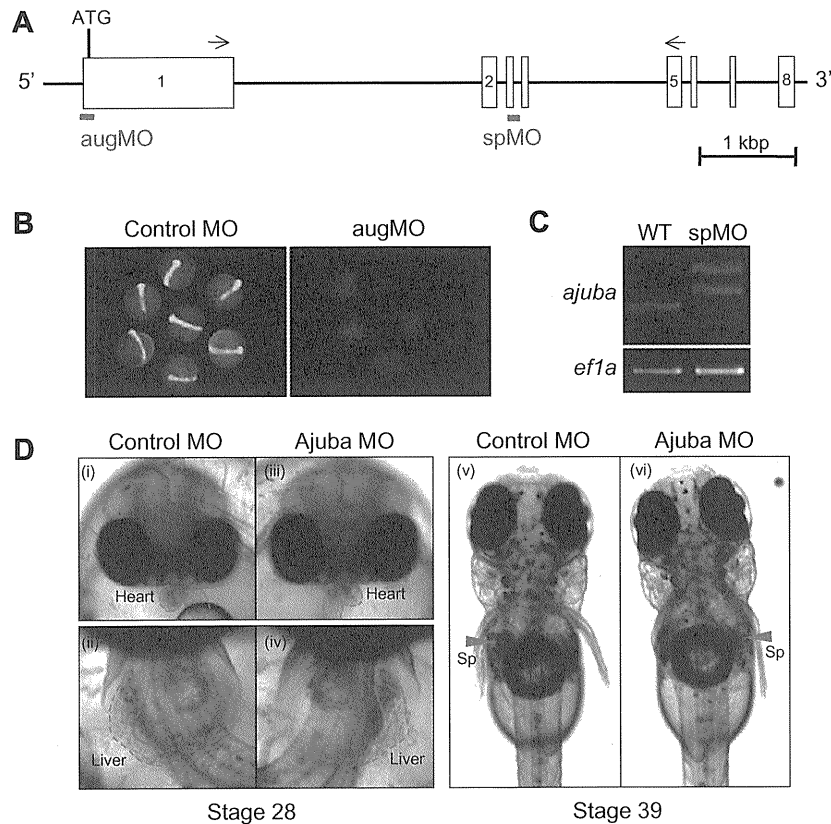 A
ATG
5'
1
2
5
8
3'
augMO
spMO
1 kbp
B
Control MO
augMO
C
WT spMO
ajuba
ef1a
D
Control MO
Ajuba MO
Control MO
Ajuba MO
(i)
(iii)
(v)
(vi)
Heart
Heart
(ii)
(iv)
Sp
Sp
Liver
Liver
Stage 28
Stage 39